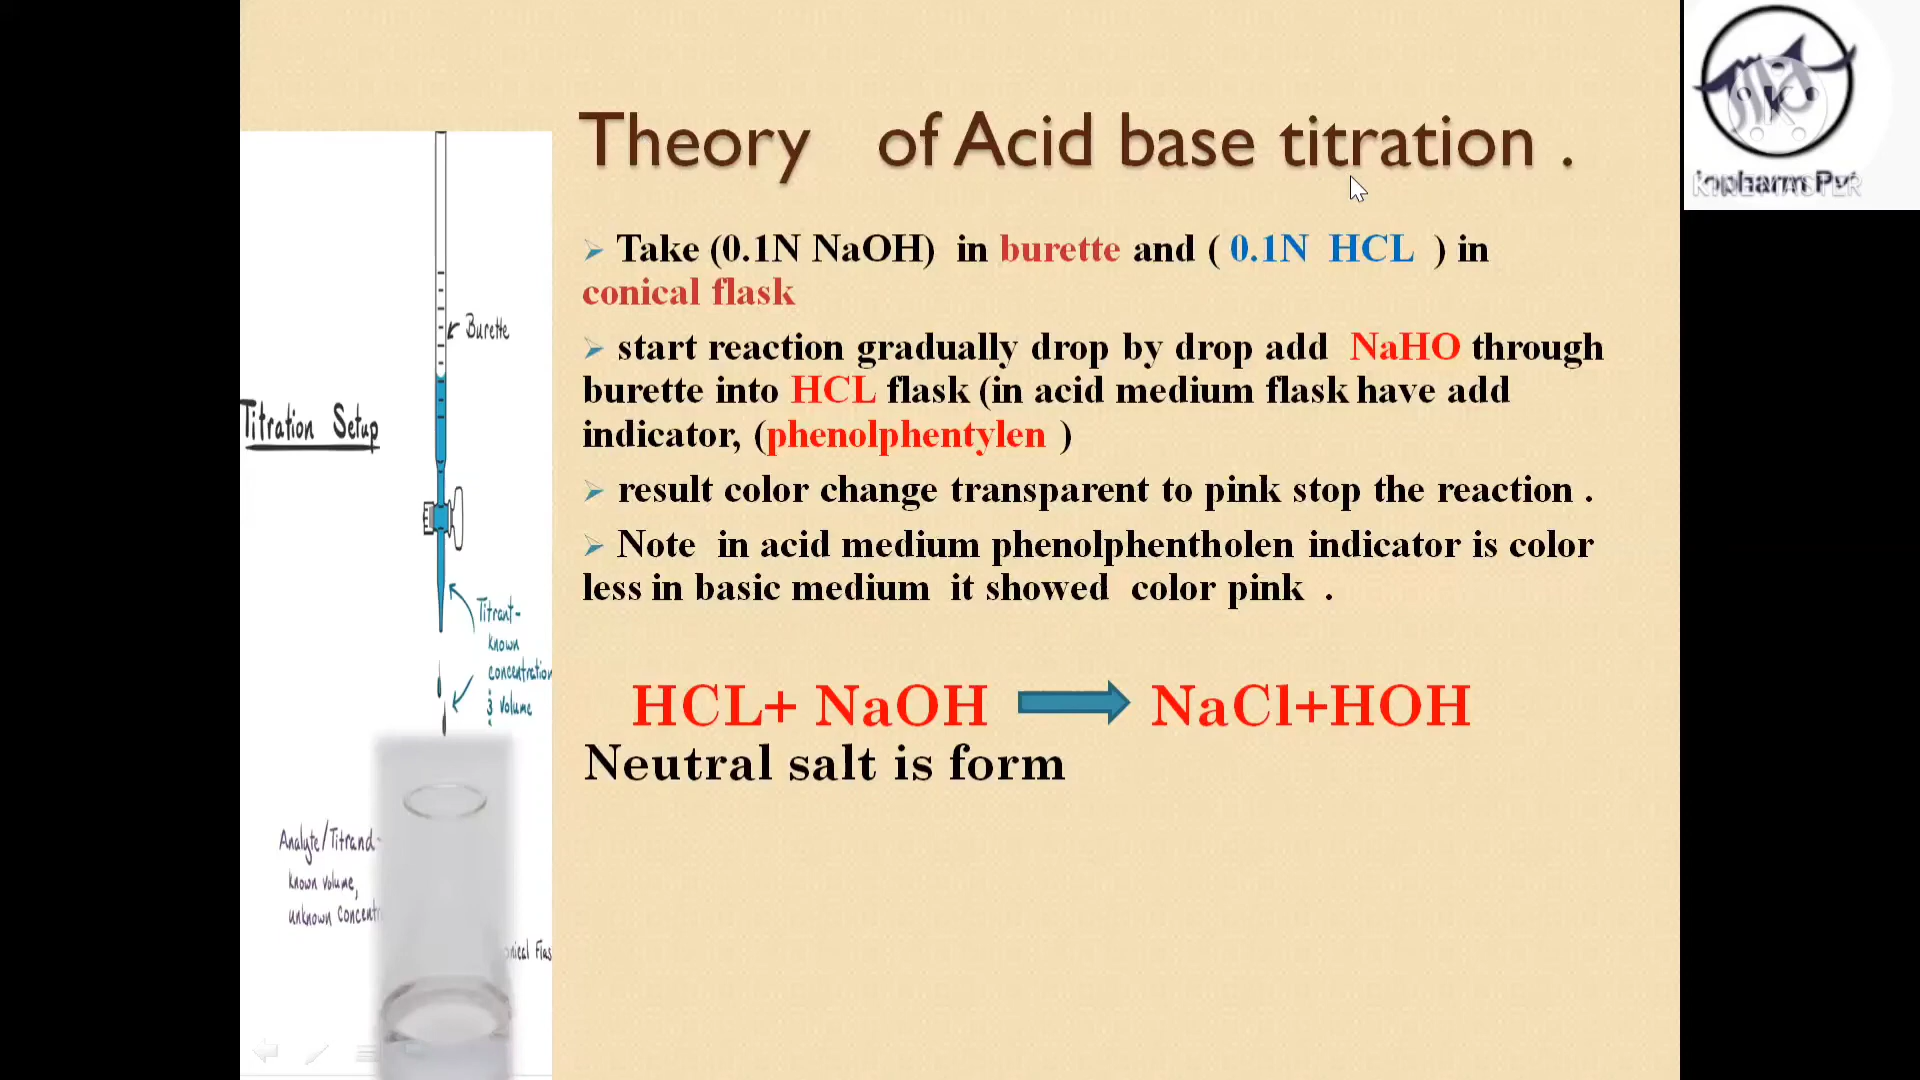 Theory of Acid base titration .
Take (0.1N NaOH) in burette and ( 0.1N HCL ) in
conical flask
start reaction gradually drop by drop add NaHO through
burette into HCL flask (in acid medium flask have add
indicator, (phenolphentylen )
result color change transparent to pink stop the reaction .
Note in acid medium phenolphentholen indicator is color
less in basic medium it showed color pink .
HCL+ NaOH NaCl+HOH
Neutral salt is form
Burette
Titration Setup
Titrant-
known
concentration
& volume
Analyte/Titrand-
known volume,
unknown concentr
onical Flas